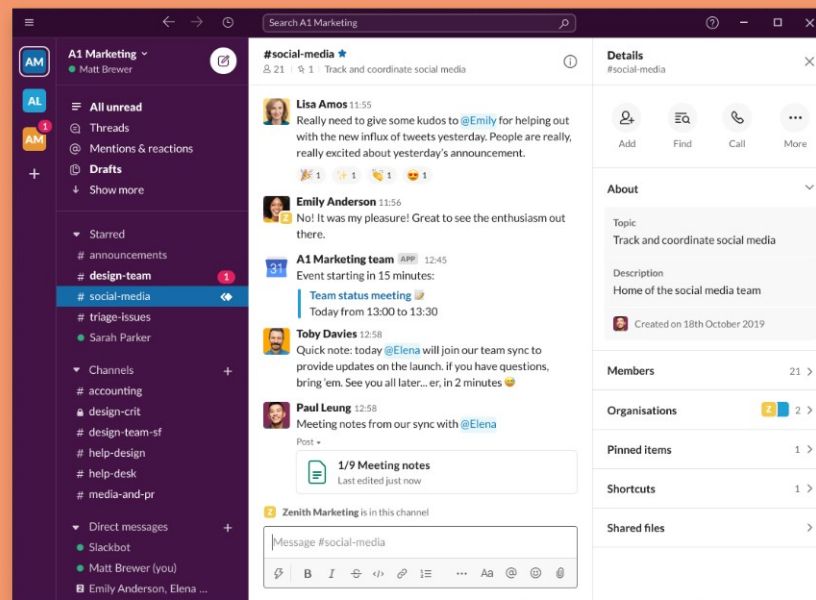 Search A1 Marketing
AM
AL
AM
1
A1 Marketing
Matt Brewer
All unread
Threads
Mentions & reactions
Drafts
Show more
Starred
# announcements
# design-team 1
# social-media
# triage-issues
Sarah Parker
Channels +
# accounting
design-crit
# design-team-sf
# help-design
# help-desk
# media-and-pr
Direct messages +
Slackbot
Matt Brewer (you)
2 Emily Anderson, Elena ...
#social-media
21 | 1 | Track and coordinate social media
Lisa Amos 11:55
Really need to give some kudos to @Emily for helping out
with the new influx of tweets yesterday. People are really,
really excited about yesterday's announcement.
🎉 1 ✨ 1 👏 1 😍 1
Emily Anderson 11:56
Z
No! It was my pleasure! Great to see the enthusiasm out
there.
31
A1 Marketing team APP 12:45
Event starting in 15 minutes:
Team status meeting 📝
Today from 13:00 to 13:30
Toby Davies 12:58
Quick note: today @Elena will join our team sync to
provide updates on the launch. if you have questions,
bring 'em. See you all later... er, in 2 minutes 😅
Paul Leung 12:58
Meeting notes from our sync with @Elena
Post
1/9 Meeting notes
Last edited just now
Z Zenith Marketing is in this channel
Message #social-media
B I S </> ... Aa @
Details
#social-media
Add Find Call More
About
Topic
Track and coordinate social media
Description
Home of the social media team
Created on 18th October 2019
Members 21 >
Organisations Z 2 >
Pinned items 1 >
Shortcuts 1 >
Shared files >